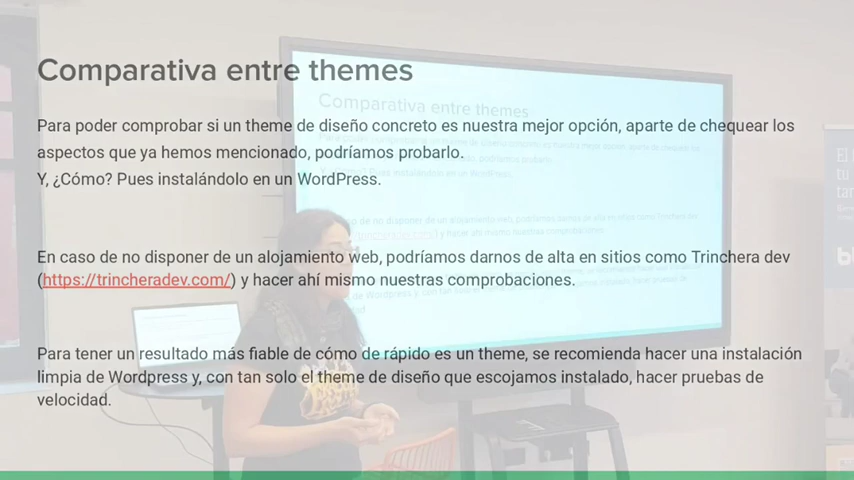 Comparativa entre themes
Para poder comprobar si un theme de diseño concreto es nuestra mejor opción, aparte de chequear los
aspectos que ya hemos mencionado, podríamos probarlo.
Y, ¿Cómo? Pues instalándolo en un WordPress.
En caso de no disponer de un alojamiento web, podríamos darnos de alta en sitios como Trinchera dev
(https://trincheradev.com/) y hacer ahí mismo nuestras comprobaciones.
Para tener un resultado más fiable de cómo de rápido es un theme, se recomienda hacer una instalación
limpia de Wordpress y, con tan solo el theme de diseño que escojamos instalado, hacer pruebas de
velocidad.
Comparativa entre themes